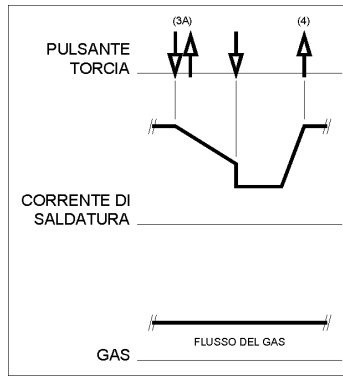 (3A) (4)
PULSANTE
TORCIA
CORRENTE DI
SALDATURA
FLUSSO DEL GAS
GAS